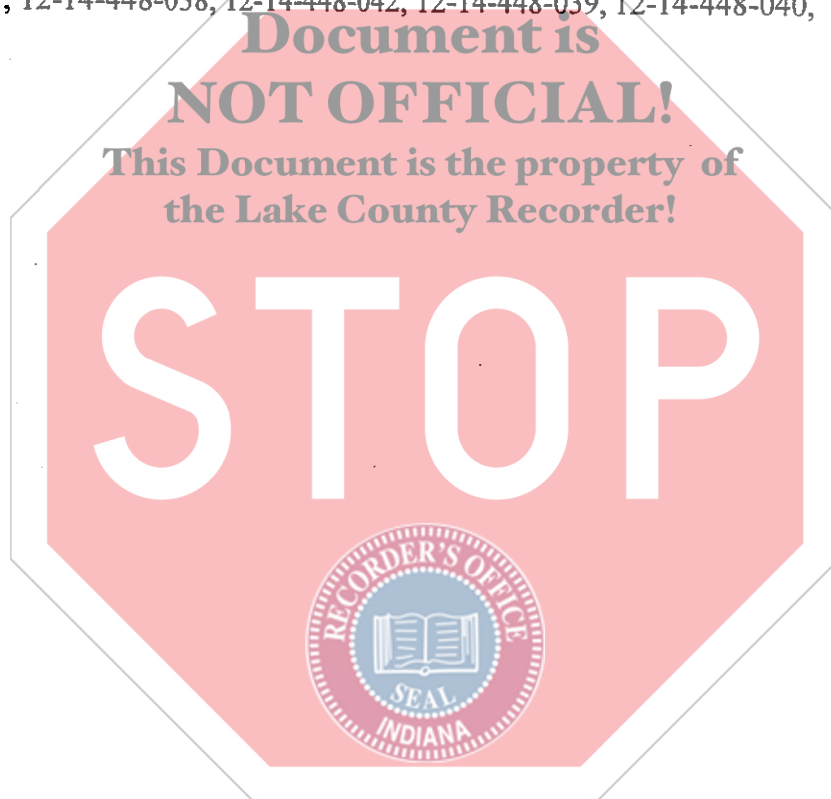 , 12-14-448-038, 12-14-448-042, 12-14-448-039, 12-14-448-040,
Document is
NOT OFFICIAL!
This Document is the property of
the Lake County Recorder!
STOP
RECORDER'S OFFICE
SEAL
INDIANA